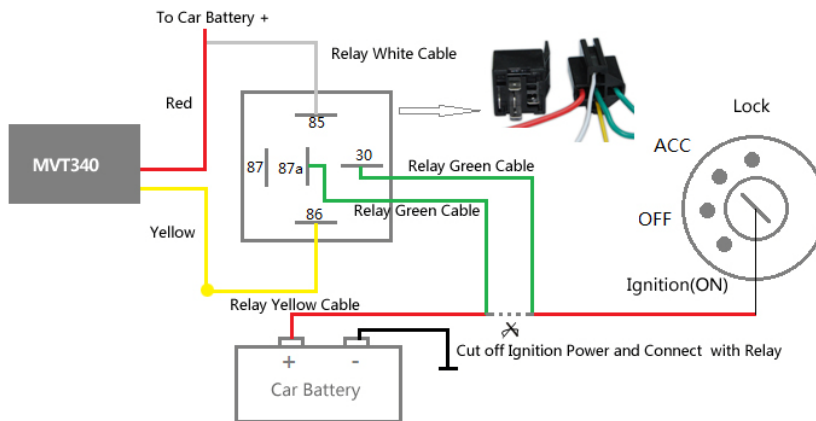 To Car Battery +
Relay White Cable
Red
Lock
85
MVT340
ACC
87
87a
30
Relay Green Cable
Relay Green Cable
86
OFF
Yellow
Ignition(ON)
Relay Yellow Cable
+
-
Cut off Ignition Power and Connect with Relay
Car Battery